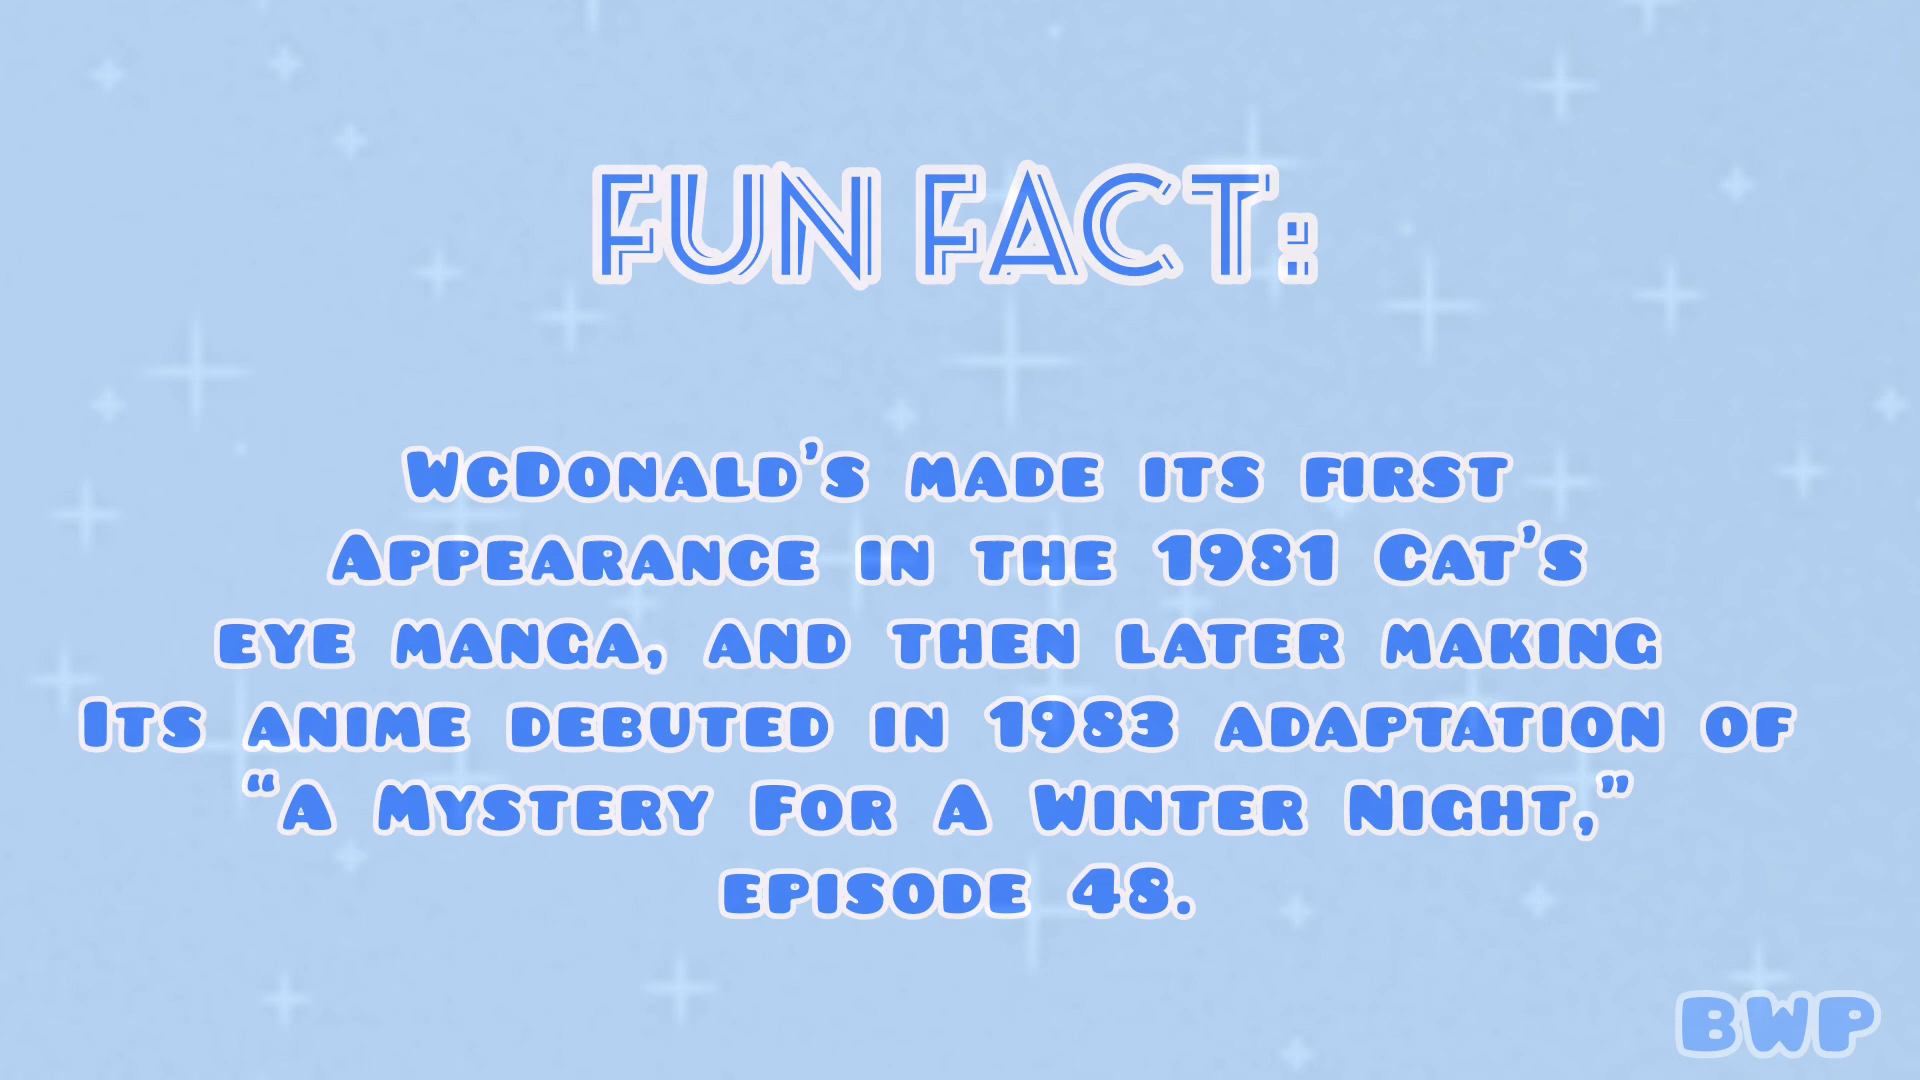 FUN FACT:
WcDonald's made its first
Appearance in the 1981 Cat's
eye manga, and then later making
Its anime debuted in 1983 adaptation of
“A Mystery For A Winter Night,”
episode 48.
BWP